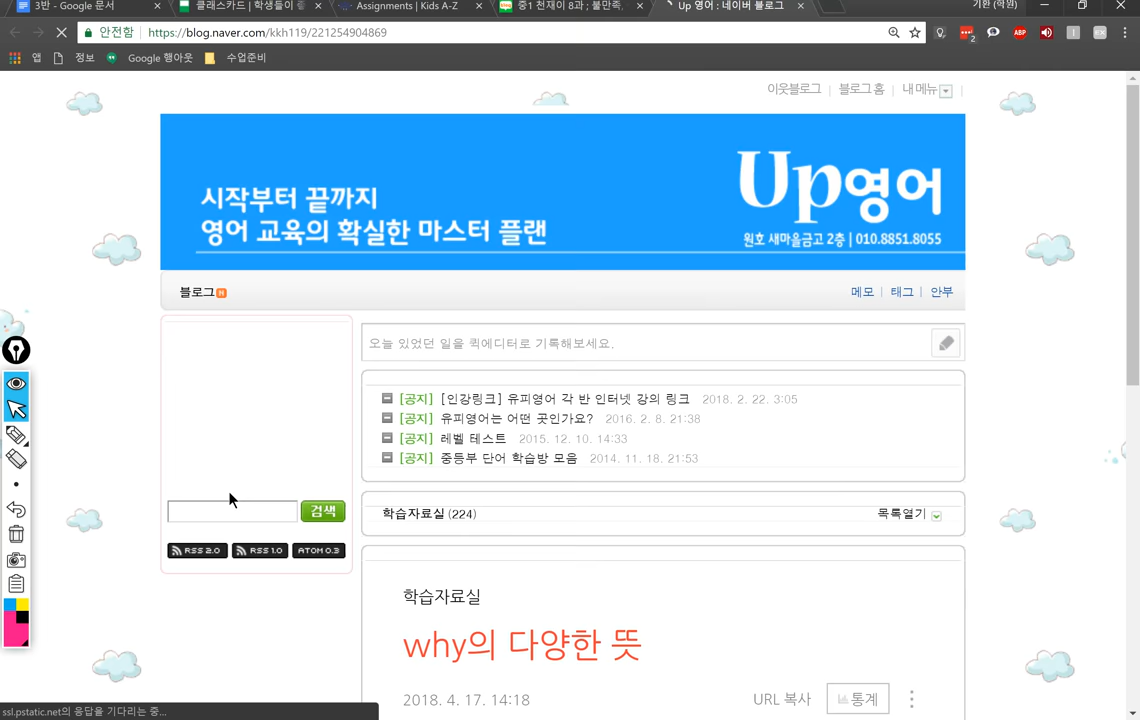 3반 - Google 문서
클래스카드 | 학생들이 좋
Assignments | Kids A-Z
중1 천재이 8과 ; 불만족,
Up 영어 : 네이버 블로그
기환 (학원)
안전함
https://blog.naver.com/kkh119/221254904869
ABP
2
앱
정보
Google 행아웃
수업준비
이웃블로그
블로그 홈
내 메뉴
시작부터 끝까지
영어 교육의 확실한 마스터 플랜
Up영어
원호 새마을금고 2층 | 010.8851.8055
블로그
메모
태그
안부
오늘 있었던 일을 퀵에디터로 기록해보세요.
[공지] [인강링크] 유피영어 각 반 인터넷 강의 링크 2018. 2. 22. 3:05
[공지] 유피영어는 어떤 곳인가요? 2016. 2. 8. 21:38
[공지] 레벨 테스트 2015. 12. 10. 14:33
[공지] 중등부 단어 학습방 모음 2014. 11. 18. 21:53
검색
학습자료실 (224)
목록열기
RSS 2.0
RSS 1.0
ATOM 0.3
학습자료실
why의 다양한 뜻
2018. 4. 17. 14:18
URL 복사
통계
ssl.pstatic.net의 응답을 기다리는 중...